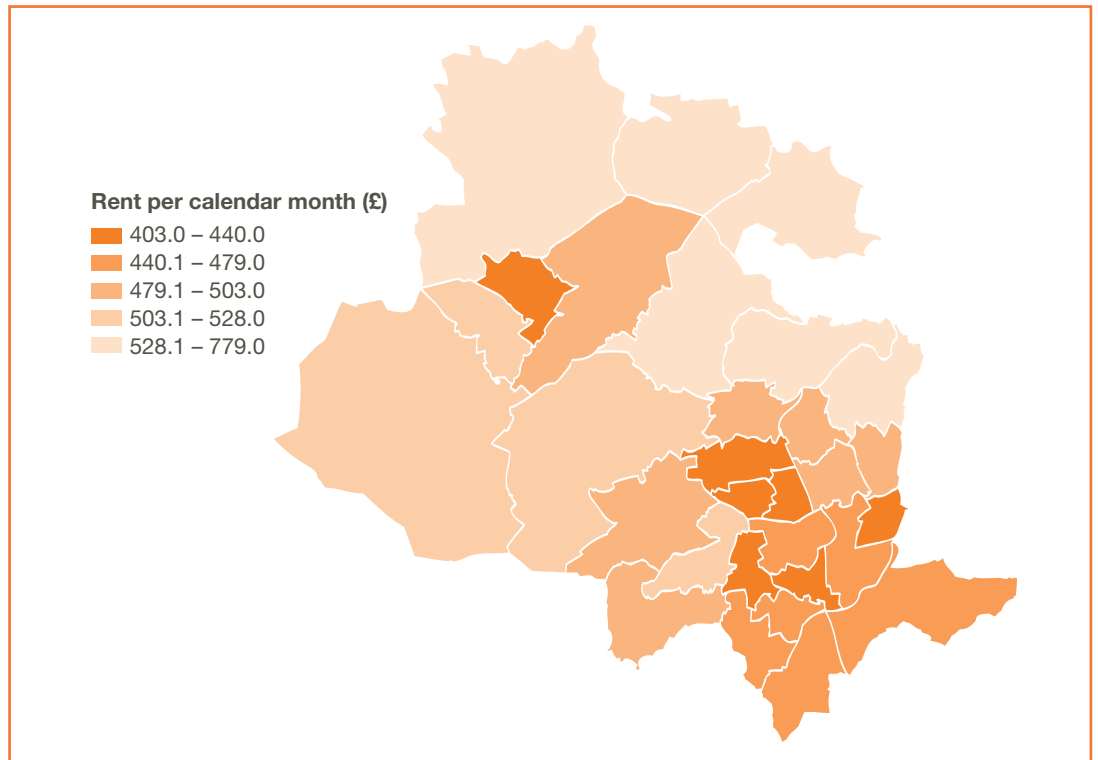 Rent per calendar month (£)
403.0 – 440.0
440.1 – 479.0
479.1 – 503.0
503.1 – 528.0
528.1 – 779.0